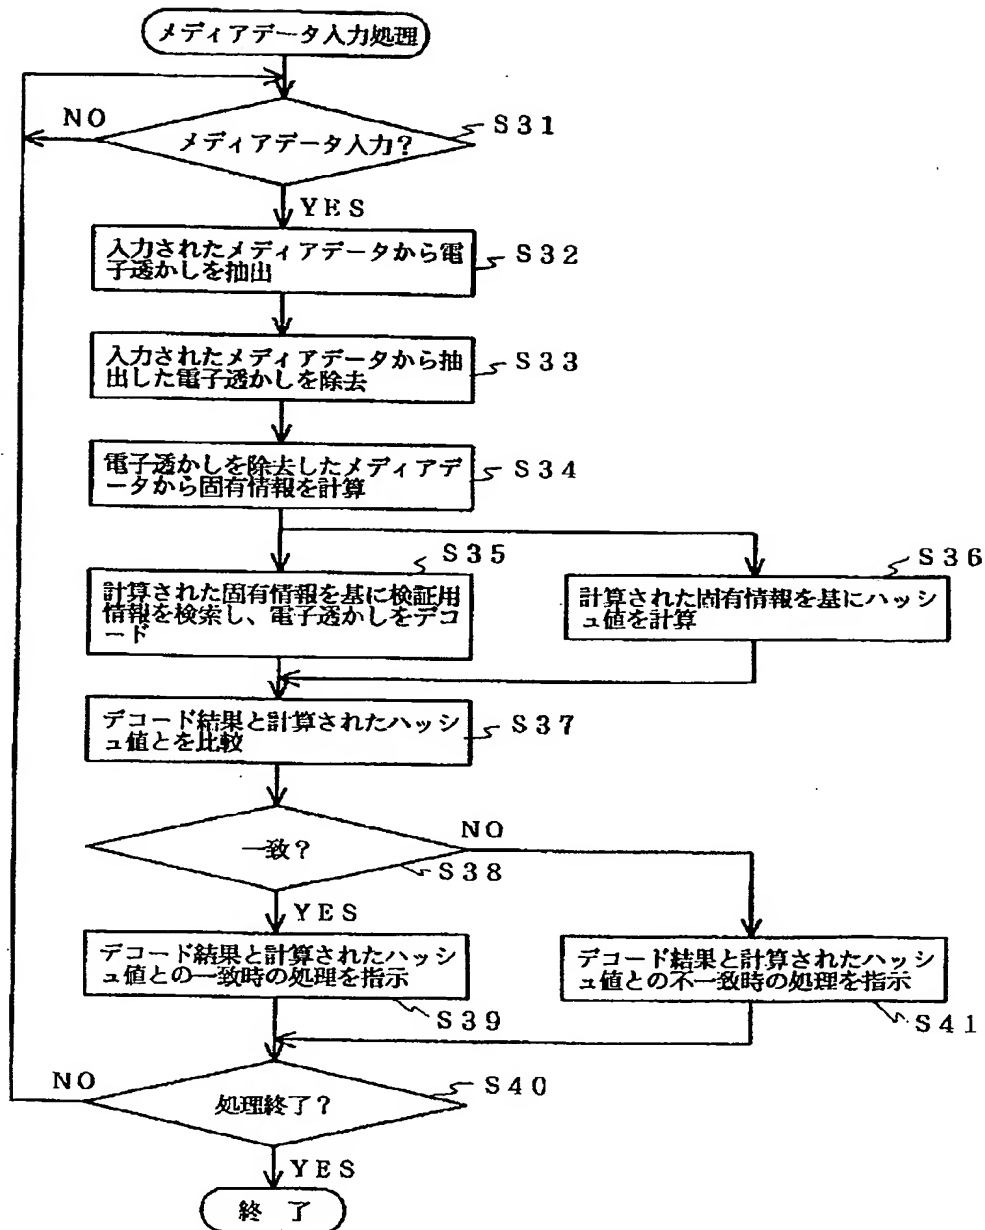 メディアデータ入力処理
NO
メディアデータ入力？
S31
YES
入力されたメディアデータから電
子透かしを抽出
S32
入力されたメディアデータから抽
出した電子透かしを除去
S33
電子透かしを除去したメディアデ
ータから固有情報を計算
S34
S35
計算された固有情報を基に検証用
情報を検索し、電子透かしをデコ
ード
S36
計算された固有情報を基にハッシ
ュ値を計算
デコード結果と計算されたハッシ
ュ値とを比較
S37
一致？
NO
S38
YES
デコード結果と計算されたハッシ
ュ値との一致時の処理を指示
S39
デコード結果と計算されたハッシ
ュ値との不一致時の処理を指示
S41
NO
処理終了？
S40
YES
終 了